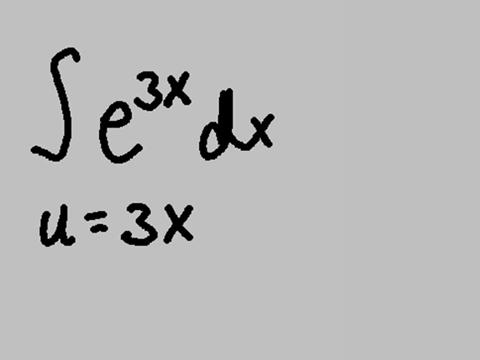 ∫ e^{3x} dx
u = 3x